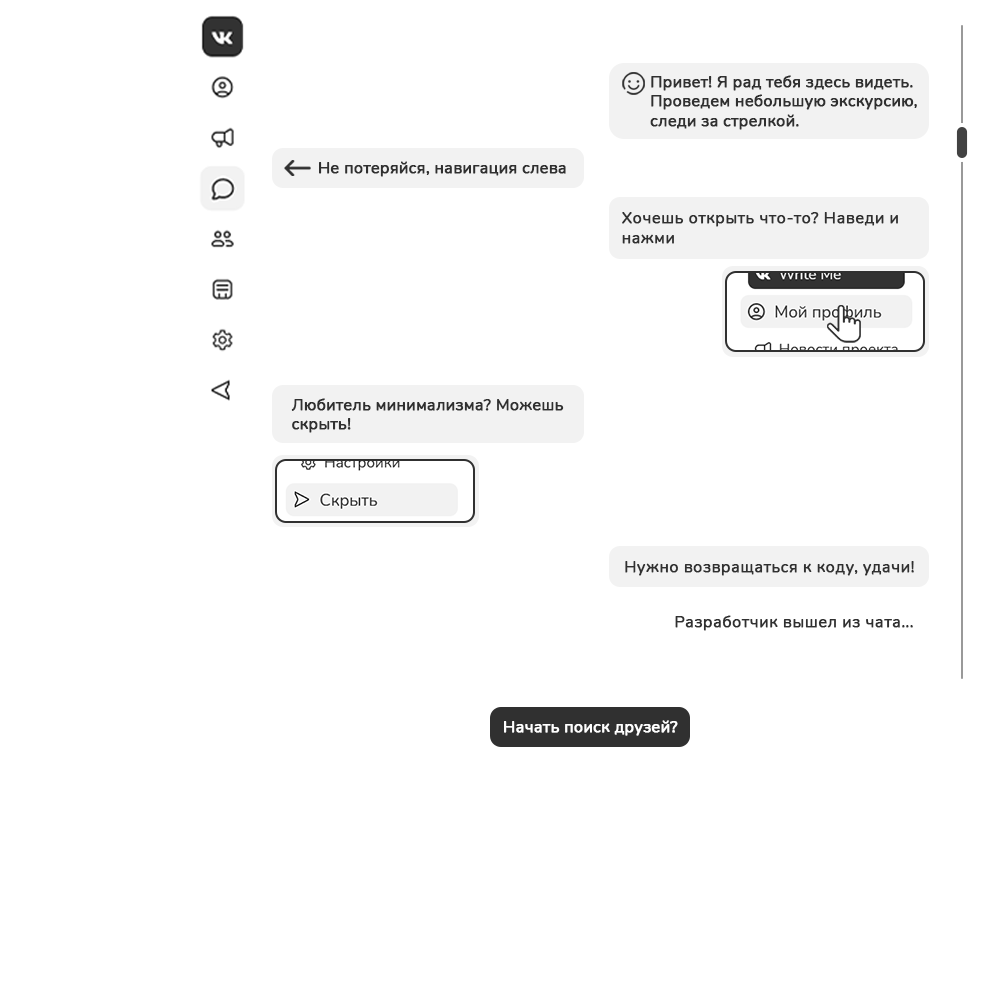 Привет! Я рад тебя здесь видеть.
Проведем небольшую экскурсию,
следи за стрелкой.
Не потеряйся, навигация слева
Хочешь открыть что-то? Наведи и
нажми
Write Me
Мой профиль
Новости проекта
Любитель минимализма? Можешь
скрыть!
Настройки
Скрыть
Нужно возвращаться к коду, удачи!
Разработчик вышел из чата...
Начать поиск друзей?